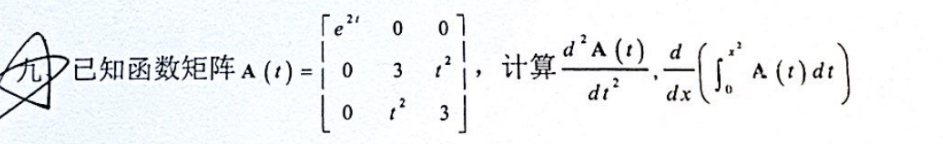 九 已知函数矩阵 A(t) = [e^{2t} 0 0; 0 3 t^2; 0 t^2 3], 计算 d^2A(t)/dt^2, d/dx(∫_0^{x^2} A(t)dt)